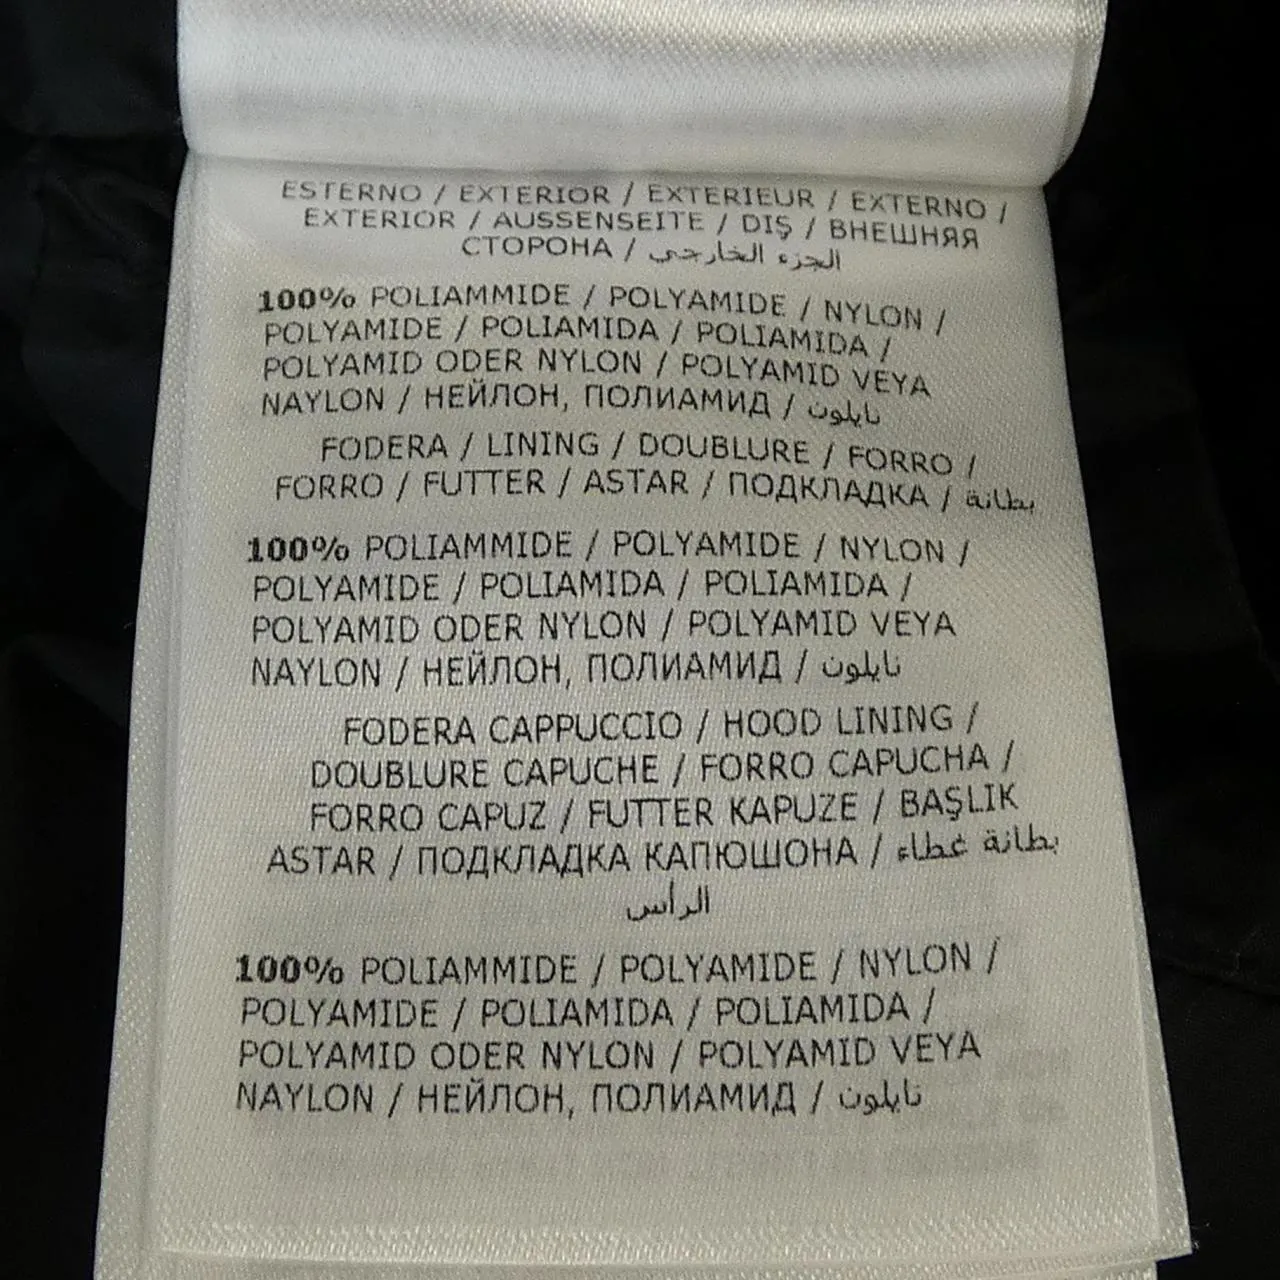 ESTERNO / EXTERIOR / EXTERIEUR / EXTERNO /
EXTERIOR / AUSSENSEITE / DIŞ / ВНЕШНЯЯ
СТОРОНА / الجزء الخارجي
100% POLIAMMIDE / POLYAMIDE / NYLON /
POLYAMIDE / POLIAMIDA / POLIAMIDA /
POLYAMID ODER NYLON / POLYAMID VEYA
NAYLON / НЕЙЛОН, ПОЛИАМИД / نايلون
FODERA / LINING / DOUBLURE / FORRO /
FORRO / FUTTER / ASTAR / ПОДКЛАДКА / بطانة
100% POLIAMMIDE / POLYAMIDE / NYLON /
POLYAMIDE / POLIAMIDA / POLIAMIDA /
POLYAMID ODER NYLON / POLYAMID VEYA
NAYLON / НЕЙЛОН, ПОЛИАМИД / نايلون
FODERA CAPPUCCIO / HOOD LINING /
DOUBLURE CAPUCHE / FORRO CAPUCHA /
FORRO CAPUZ / FUTTER KAPUZE / BAŞLIK
ASTAR / ПОДКЛАДКА КАПЮШОНА / بطانة غطاء
الرأس
100% POLIAMMIDE / POLYAMIDE / NYLON /
POLYAMIDE / POLIAMIDA / POLIAMIDA /
POLYAMID ODER NYLON / POLYAMID VEYA
NAYLON / НЕЙЛОН, ПОЛИАМИД / نايلون